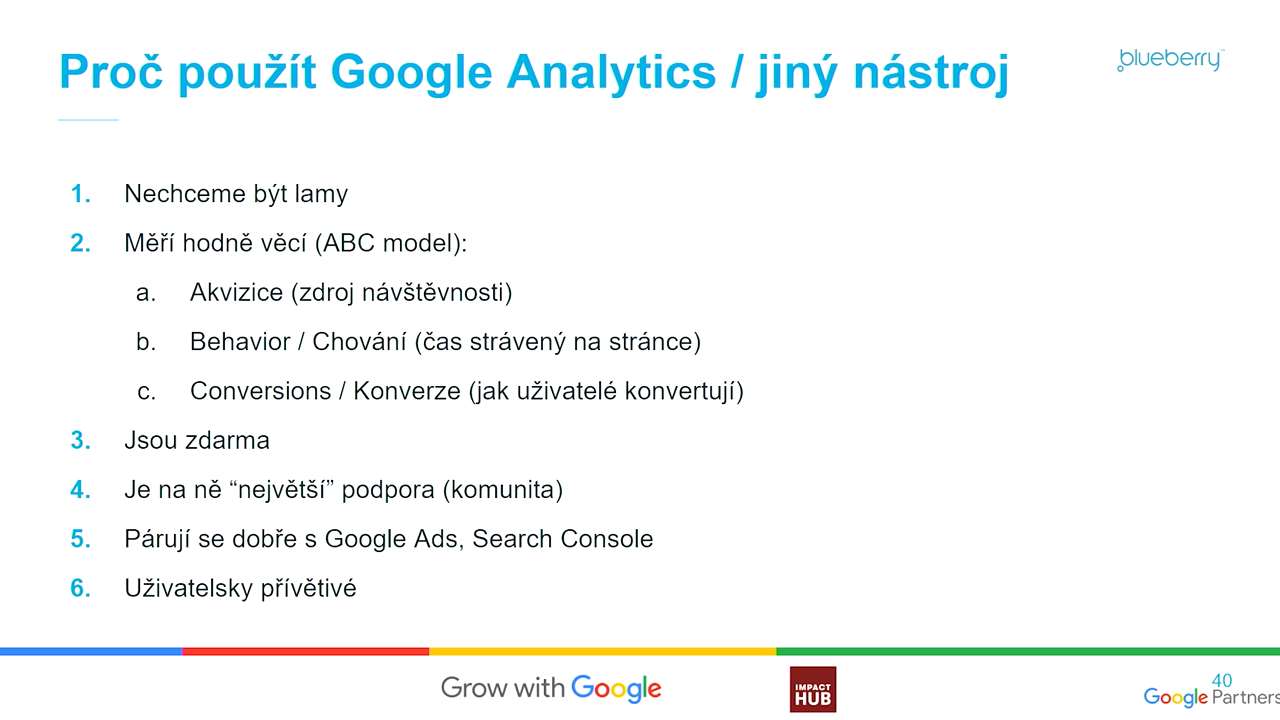 Proč použít Google Analytics / jiný nástroj
blueberry™
1. Nechceme být lamy
2. Měří hodně věcí (ABC model):
a. Akvizice (zdroj návštěvnosti)
b. Behavior / Chování (čas strávený na stránce)
c. Conversions / Konverze (jak uživatelé konvertují)
3. Jsou zdarma
4. Je na ně “největší” podpora (komunita)
5. Párují se dobře s Google Ads, Search Console
6. Uživatelsky přívětivé
Grow with Google
IMPACT
HUB
40
Google Partners